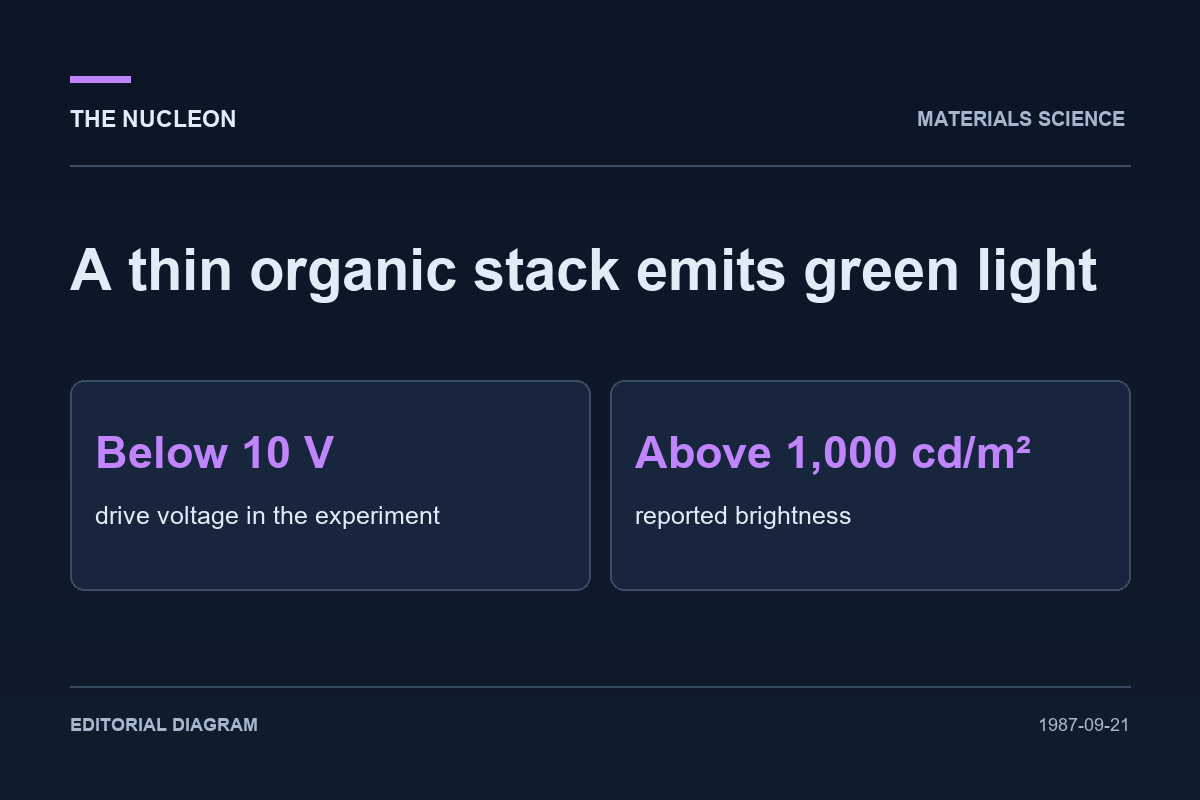 THE NUCLEON
MATERIALS SCIENCE
A thin organic stack emits green light
Below 10 V
drive voltage in the experiment
Above 1,000 cd/m²
reported brightness
EDITORIAL DIAGRAM
1987-09-21